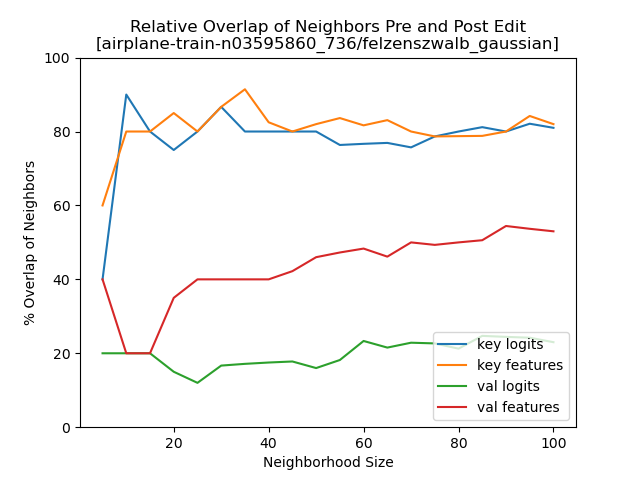 Relative Overlap of Neighbors Pre and Post Edit
[airplane-train-n03595860_736/felzenszwalb_gaussian]
100
80
60
40
20
0
% Overlap of Neighbors
key logits
key features
val logits
val features
20
40
60
80
100
Neighborhood Size